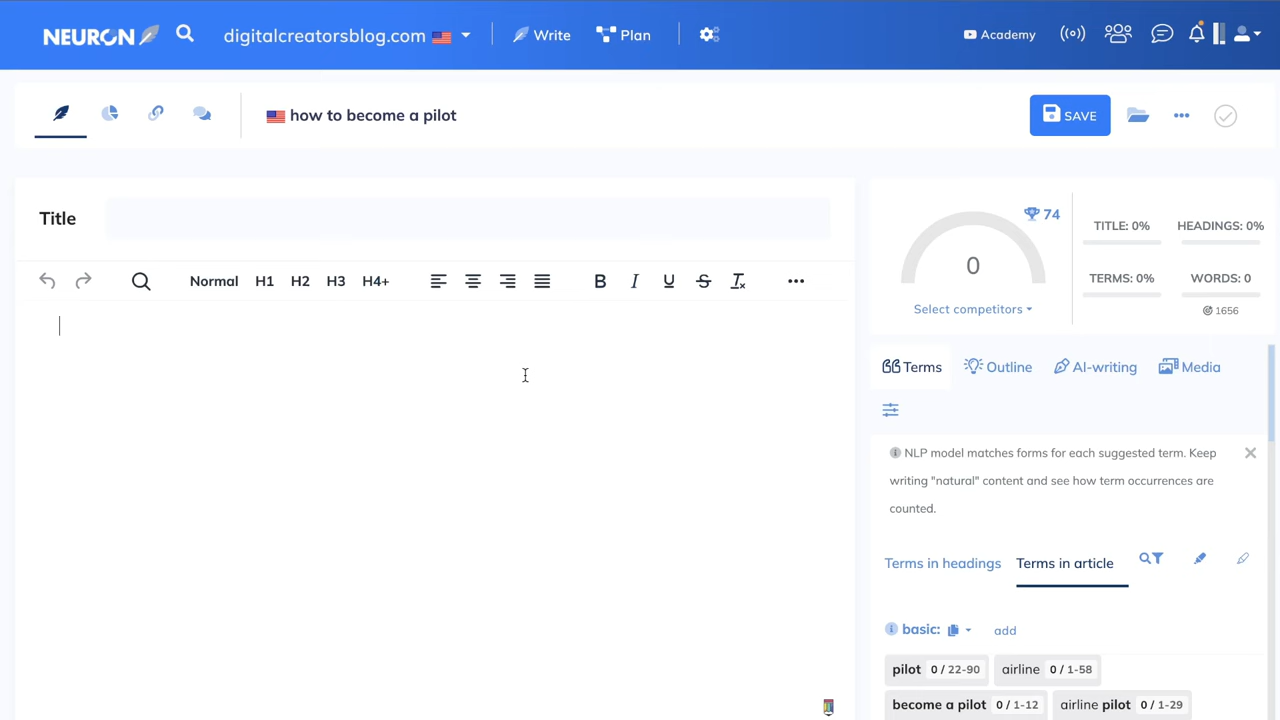 NEURON
digitalcreatorsblog.com
Write
Plan
Academy
how to become a pilot
SAVE
Title
Normal H1 H2 H3 H4+
B I U S Tx
74
0
Select competitors
TITLE: 0% HEADINGS: 0%
TERMS: 0% WORDS: 0
1656
Terms Outline AI-writing Media
NLP model matches forms for each suggested term. Keep
writing "natural" content and see how term occurrences are
counted.
Terms in headings Terms in article
basic: add
pilot 0 / 22-90 airline 0 / 1-58
become a pilot 0 / 1-12 airline pilot 0 / 1-29